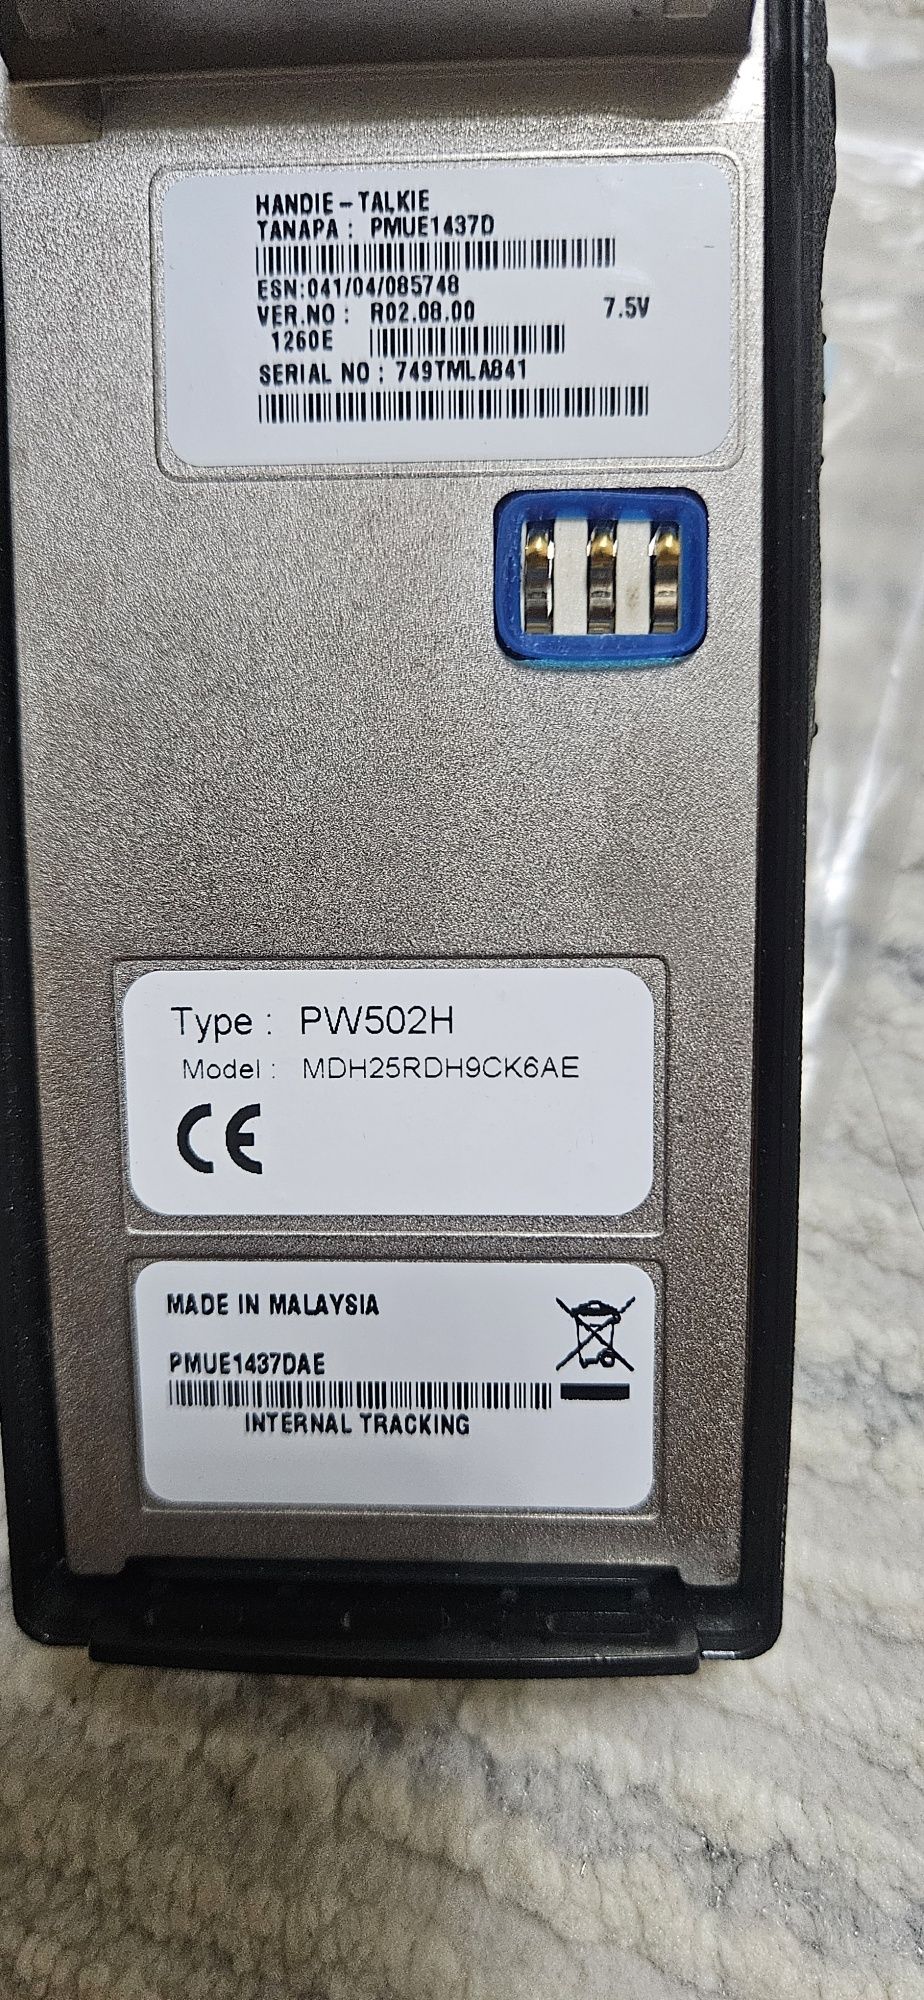 HANDIE-TALKIE
TANAPA : PMUE1437D
ESN:041/04/085748
VER.NO : R02.08.00 7.5V
1260E
SERIAL NO : 749TMLA841
Type : PW502H
Model : MDH25RDH9CK6AE
CE
MADE IN MALAYSIA
PMUE1437DAE
INTERNAL TRACKING